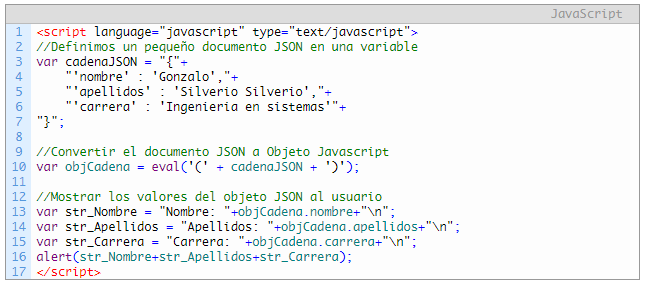 JavaScript
1 <script language="javascript" type="text/javascript">
2 //Definimos un pequeño documento JSON en una variable
3 var cadenaJSON = "{"+
4     "'nombre' : 'Gonzalo',"+
5     "'apellidos' : 'Silverio Silverio',"+
6     "'carrera' : 'Ingenieria en sistemas'"+
7 "}";
8
9 //Convertir el documento JSON a Objeto Javascript
10 var objCadena = eval('(' + cadenaJSON + ')');
11
12 //Mostrar los valores del objeto JSON al usuario
13 var str_Nombre = "Nombre: "+objCadena.nombre+"\n";
14 var str_Apellidos = "Apellidos: "+objCadena.apellidos+"\n";
15 var str_Carrera = "Carrera: "+objCadena.carrera+"\n";
16 alert(str_Nombre+str_Apellidos+str_Carrera);
17 </script>